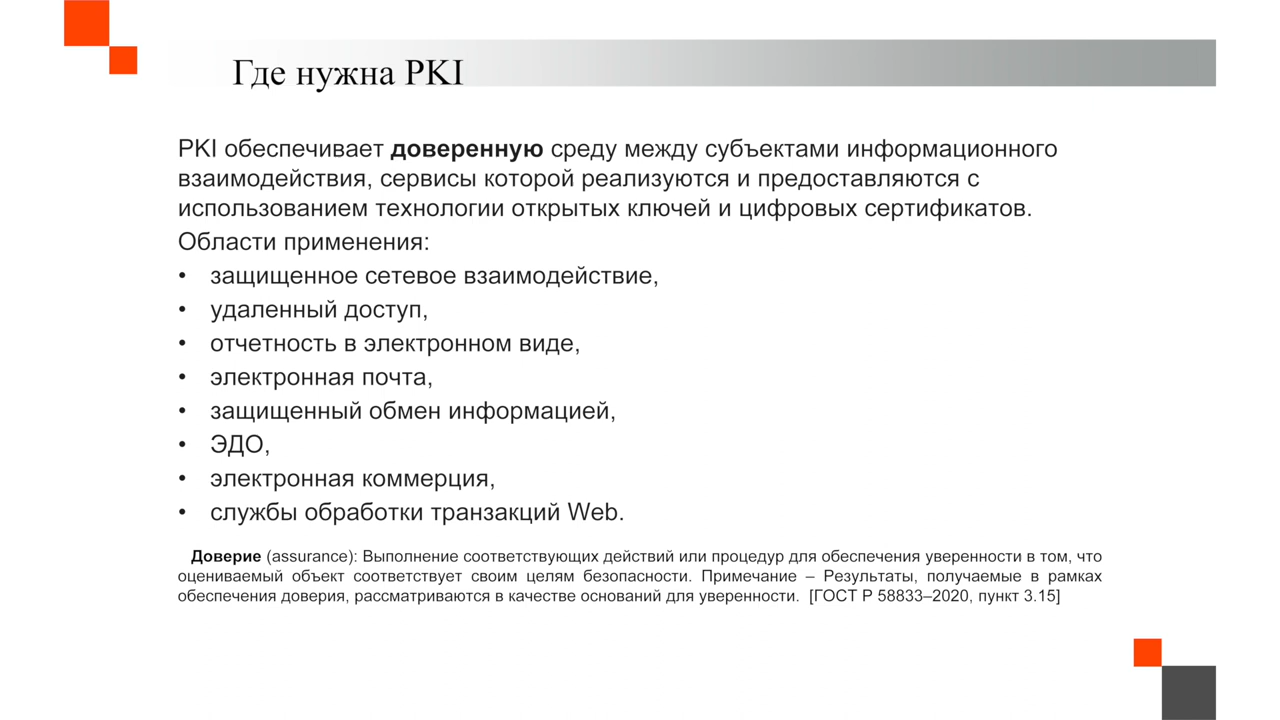 Где нужна PKI
PKI обеспечивает доверенную среду между субъектами информационного
взаимодействия, сервисы которой реализуются и предоставляются с
использованием технологии открытых ключей и цифровых сертификатов.
Области применения:
• защищенное сетевое взаимодействие,
• удаленный доступ,
• отчетность в электронном виде,
• электронная почта,
• защищенный обмен информацией,
• ЭДО,
• электронная коммерция,
• службы обработки транзакций Web.
Доверие (assurance): Выполнение соответствующих действий или процедур для обеспечения уверенности в том, что
оцениваемый объект соответствует своим целям безопасности. Примечание – Результаты, получаемые в рамках
обеспечения доверия, рассматриваются в качестве оснований для уверенности. [ГОСТ Р 58833–2020, пункт 3.15]